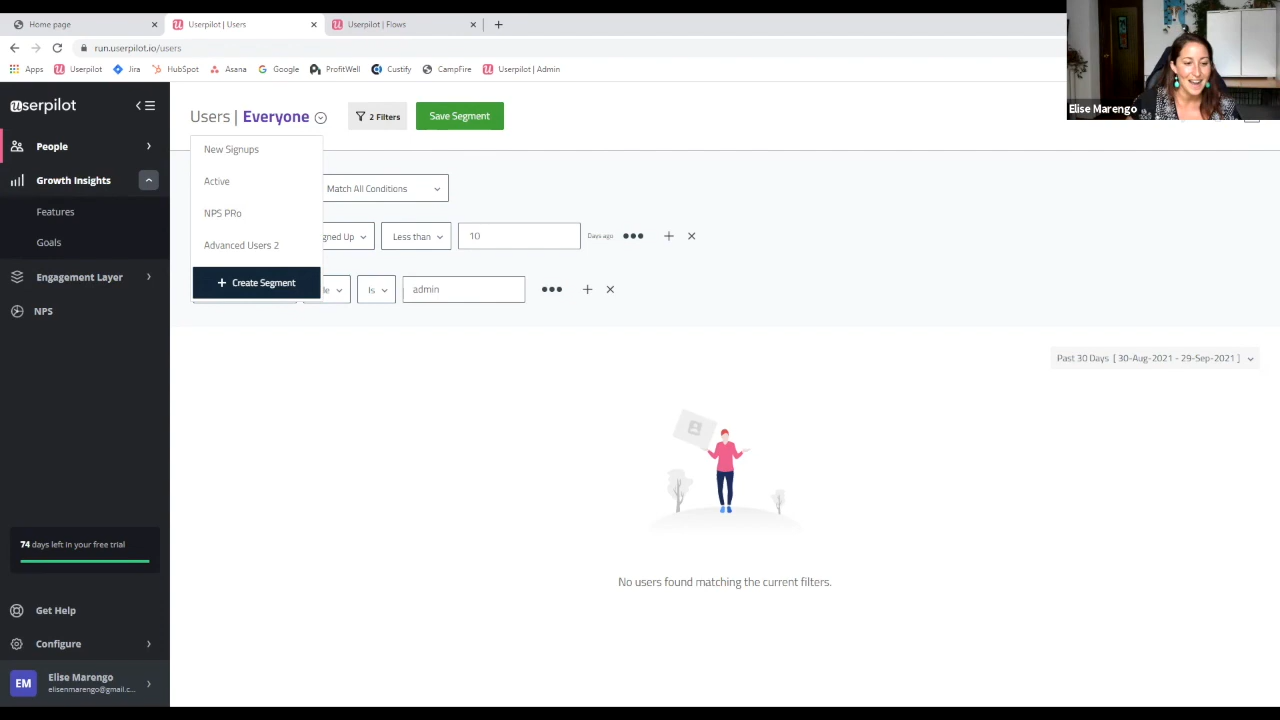 Home page
Userpilot | Users
Userpilot | Flows
run.userpilot.io/users
Apps
Userpilot
Jira
HubSpot
Asana
Google
ProfitWell
Custify
CampFire
Userpilot | Admin
Elise Marengo
userpilot
People
Growth Insights
Features
Goals
Engagement Layer
NPS
74 days left in your free trial
Get Help
Configure
EM
Elise Marengo
elisenmarengo@gmail.c...
Users | Everyone
2 Filters
Save Segment
New Signups
Active
NPS PRo
Advanced Users 2
+ Create Segment
Match All Conditions
gned Up
Less than
10
Days ago
le
Is
admin
Past 30 Days [ 30-Aug-2021 - 29-Sep-2021 ]
No users found matching the current filters.